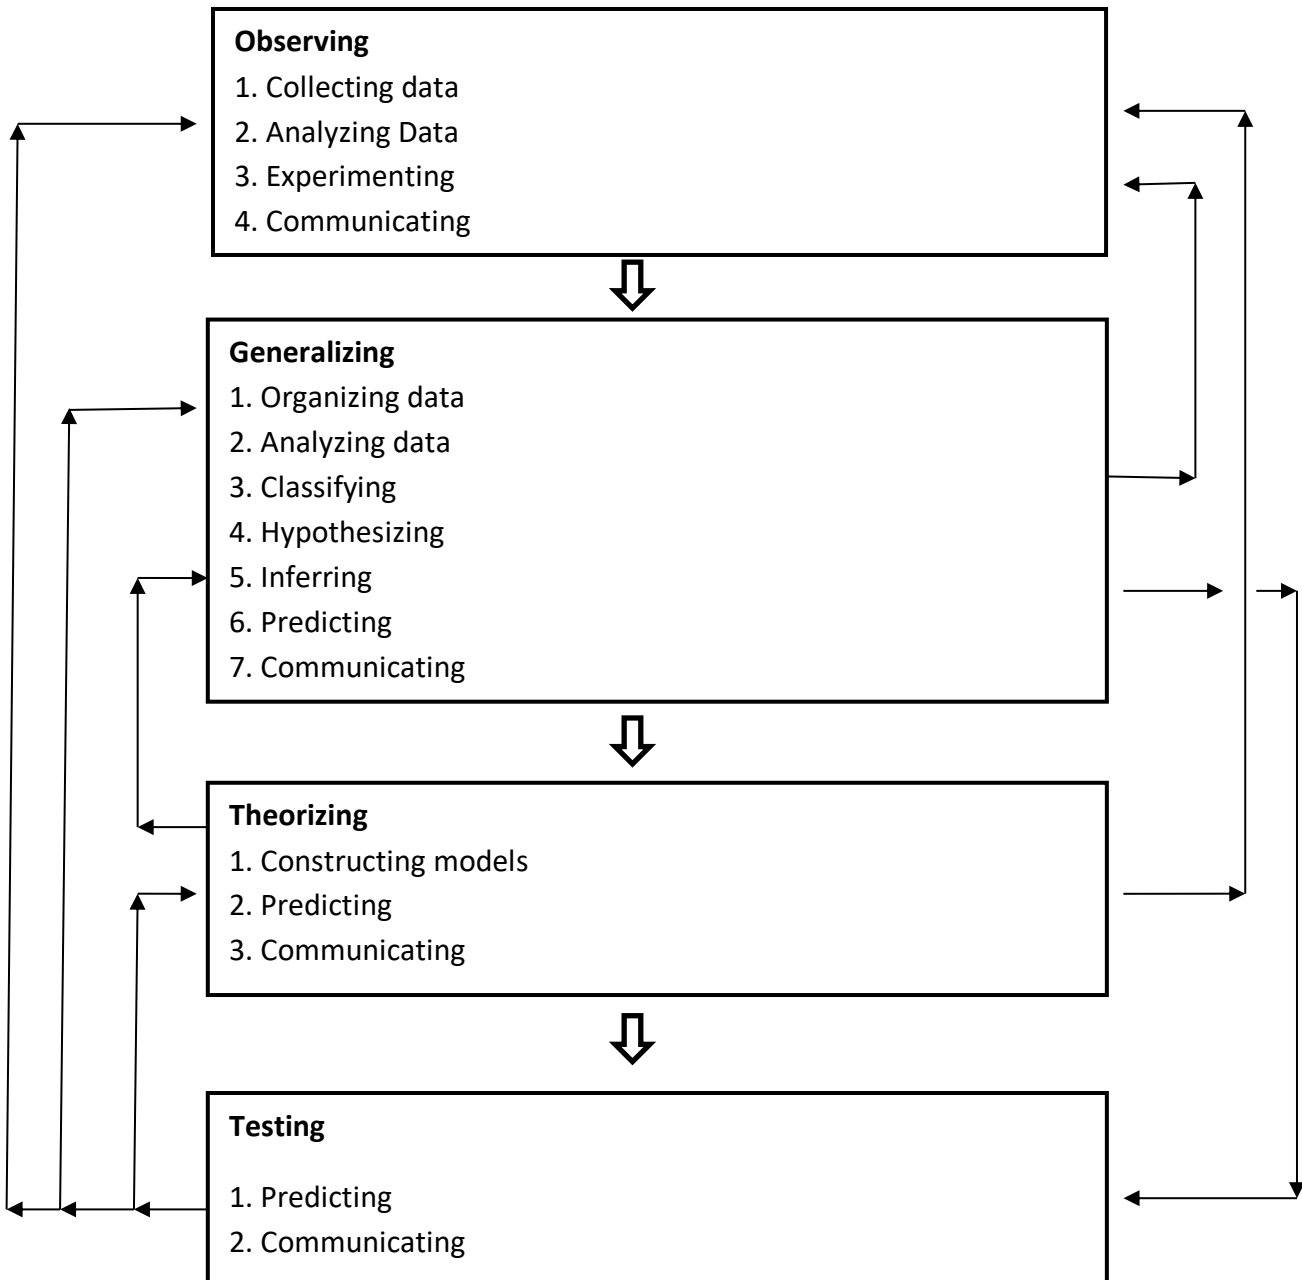 Observing
1. Collecting data
2. Analyzing Data
3. Experimenting
4. Communicating
Generalizing
1. Organizing data
2. Analyzing data
3. Classifying
4. Hypothesizing
5. Inferring
6. Predicting
7. Communicating
Theorizing
1. Constructing models
2. Predicting
3. Communicating
Testing
1. Predicting
2. Communicating